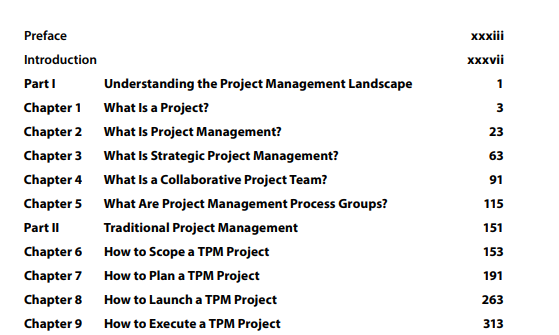 Preface xxxiii
Introduction xxxvii
Part I Understanding the Project Management Landscape 1
Chapter 1 What Is a Project? 3
Chapter 2 What Is Project Management? 23
Chapter 3 What Is Strategic Project Management? 63
Chapter 4 What Is a Collaborative Project Team? 91
Chapter 5 What Are Project Management Process Groups? 115
Part II Traditional Project Management 151
Chapter 6 How to Scope a TPM Project 153
Chapter 7 How to Plan a TPM Project 191
Chapter 8 How to Launch a TPM Project 263
Chapter 9 How to Execute a TPM Project 313